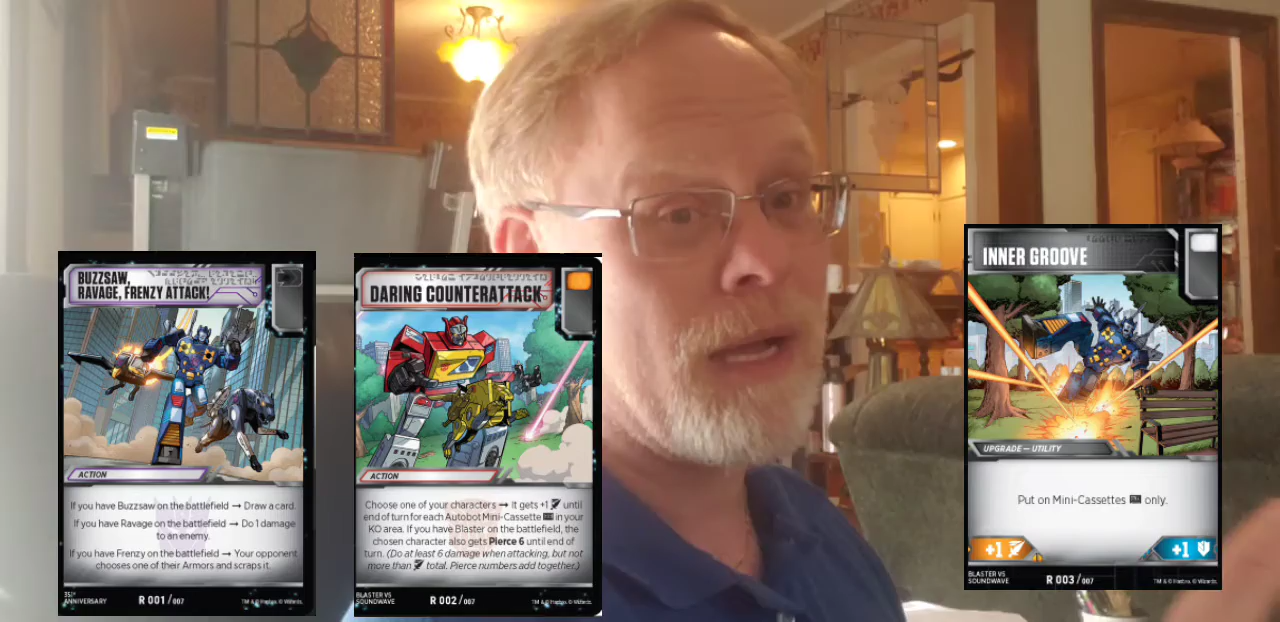 BUZZSAW,
RAVAGE, FRENZY ATTACK!
ACTION
If you have Buzzsaw on the battlefield → Draw a card.
If you have Ravage on the battlefield → Do 1 damage
to an enemy.
If you have Frenzy on the battlefield → Your opponent
chooses one of their Armors and scraps it.
35TH
ANNIVERSARY
R 001/007
TM & © Hasbro. © Wizards.
DARING COUNTERATTACK
ACTION
Choose one of your characters → It gets +1 until
end of turn for each Autobot Mini-Cassette in your
KO area. If you have Blaster on the battlefield, the
chosen character also gets Pierce 6 until end of
turn. (Do at least 6 damage when attacking, but not
more than total. Pierce numbers add together.)
BLASTER VS
SOUNDWAVE
R 002/007
TM & © Hasbro. © Wizards.
INNER GROOVE
UPGRADE – UTILITY
Put on Mini-Cassettes only.
+1
+1
BLASTER VS
SOUNDWAVE
R 003/007
TM & © Hasbro. © Wizards.